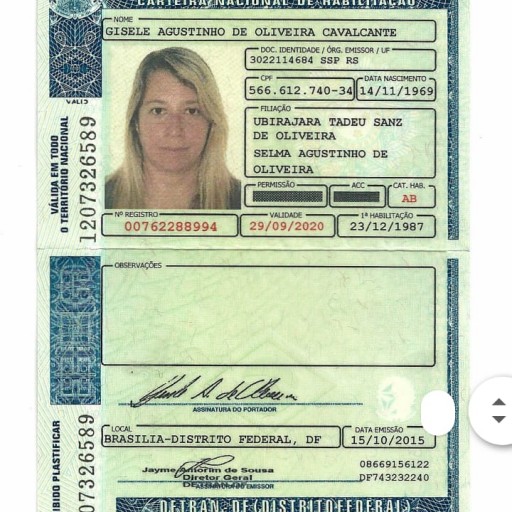 CARTEIRA NACIONAL DE HABILITAÇÃO
NOME
GISELE AGUSTINHO DE OLIVEIRA CAVALCANTE
DOC. IDENTIDADE / ÓRG. EMISSOR / UF
3022114684 SSP RS
CPF
566.612.740-34
DATA NASCIMENTO
14/11/1969
FILIAÇÃO
UBIRAJARA TADEU SANZ
DE OLIVEIRA
SELMA AGUSTINHO DE
OLIVEIRA
PERMISSÃO
ACC
CAT. HAB.
AB
Nº REGISTRO
00762288994
VALIDADE
29/09/2020
1ª HABILITAÇÃO
23/12/1987
VÁLIDA EM TODO
O TERRITÓRIO NACIONAL
1207326589
OBSERVAÇÕES
ASSINATURA DO PORTADOR
LOCAL
BRASILIA-DISTRITO FEDERAL, DF
DATA EMISSÃO
15/10/2015
Jayme Amorim de Sousa
Diretor Geral
DETRAN-DF
ASSINATURA DO EMISSOR
08669156122
DF743232240
IBIDO PLASTIFICAR
07326589
DETRAN-DF(DISTRITO FEDERAL)